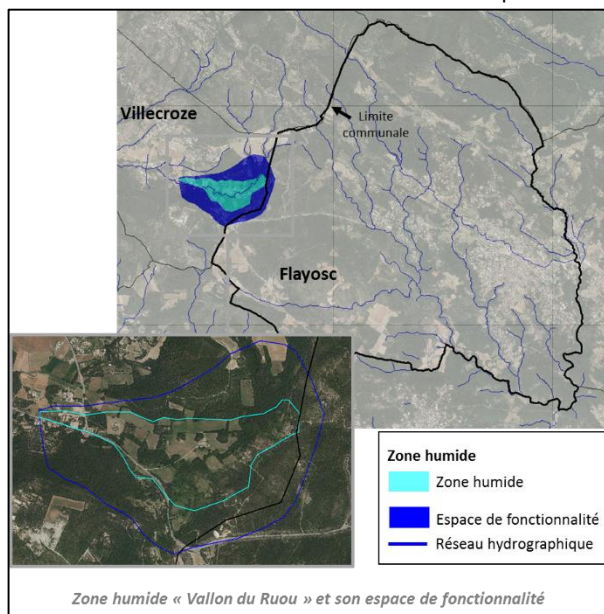 Villecroze
Limite
communale
Flayosc
Zone humide
Zone humide
Espace de fonctionnalité
Réseau hydrographique
Zone humide « Vallon du Ruou » et son espace de fonctionnalité